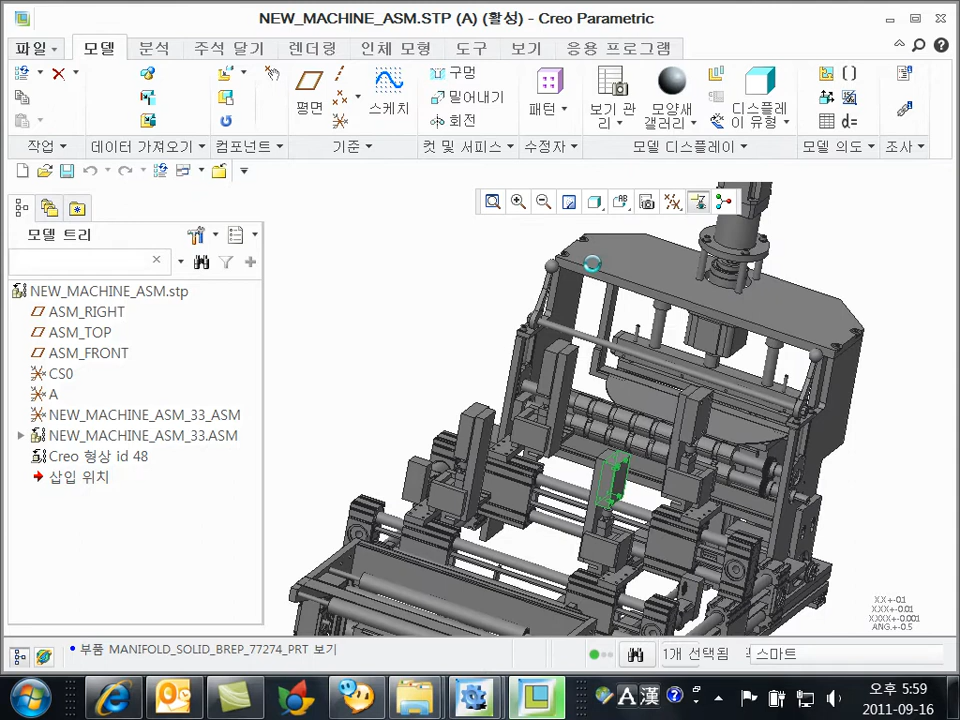 NEW_MACHINE_ASM.STP (A) (활성) - Creo Parametric
파일 모델 분석 주석 달기 렌더링 인체 모형 도구 보기 응용 프로그램
평면 스케치 구멍 밀어내기 회전 패턴 보기 관리 모양새 갤러리 디스플레이 유형 d=
작업 데이터 가져오기 컴포넌트 기준 컷 및 서피스 수정자 모델 디스플레이 모델 의도 조사
모델 트리
NEW_MACHINE_ASM.stp
ASM_RIGHT
ASM_TOP
ASM_FRONT
CS0
A
NEW_MACHINE_ASM_33_ASM
NEW_MACHINE_ASM_33.ASM
Creo 형상 id 48
삽입 위치
X.X+-0.1
X.XX+-0.01
X.XXX+-0.001
ANG.+-0.5
부품 MANIFOLD_SOLID_BREP_77274_PRT 보기
1개 선택됨 스마트
A 漢 오후 5:59
2011-09-16